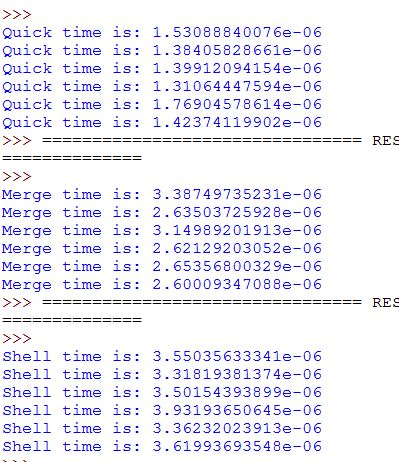 >>>
Quick time is: 1.53088840076e-06
Quick time is: 1.38405828661e-06
Quick time is: 1.39912094154e-06
Quick time is: 1.31064447594e-06
Quick time is: 1.76904578614e-06
Quick time is: 1.42374119902e-06
>>> ================================ RES
==============
>>>
Merge time is: 3.38749735231e-06
Merge time is: 2.63503725928e-06
Merge time is: 3.14989201913e-06
Merge time is: 2.62129203052e-06
Merge time is: 2.65356800329e-06
Merge time is: 2.60009347088e-06
>>> ================================ RES
==============
>>>
Shell time is: 3.55035633341e-06
Shell time is: 3.31819381374e-06
Shell time is: 3.50154393899e-06
Shell time is: 3.93193650645e-06
Shell time is: 3.36232023913e-06
Shell time is: 3.61993693548e-06
>>>